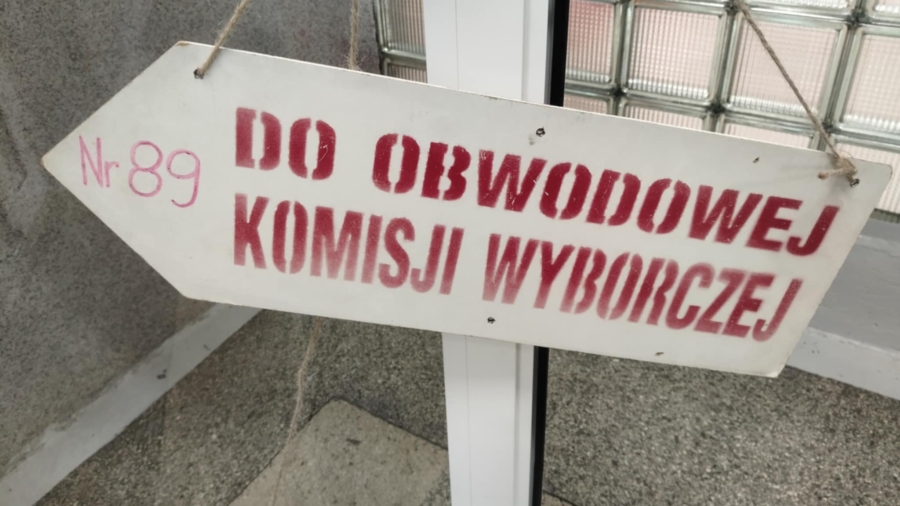 Nr 89
DO OBWODOWEJ
KOMISJI WYBORCZEJ